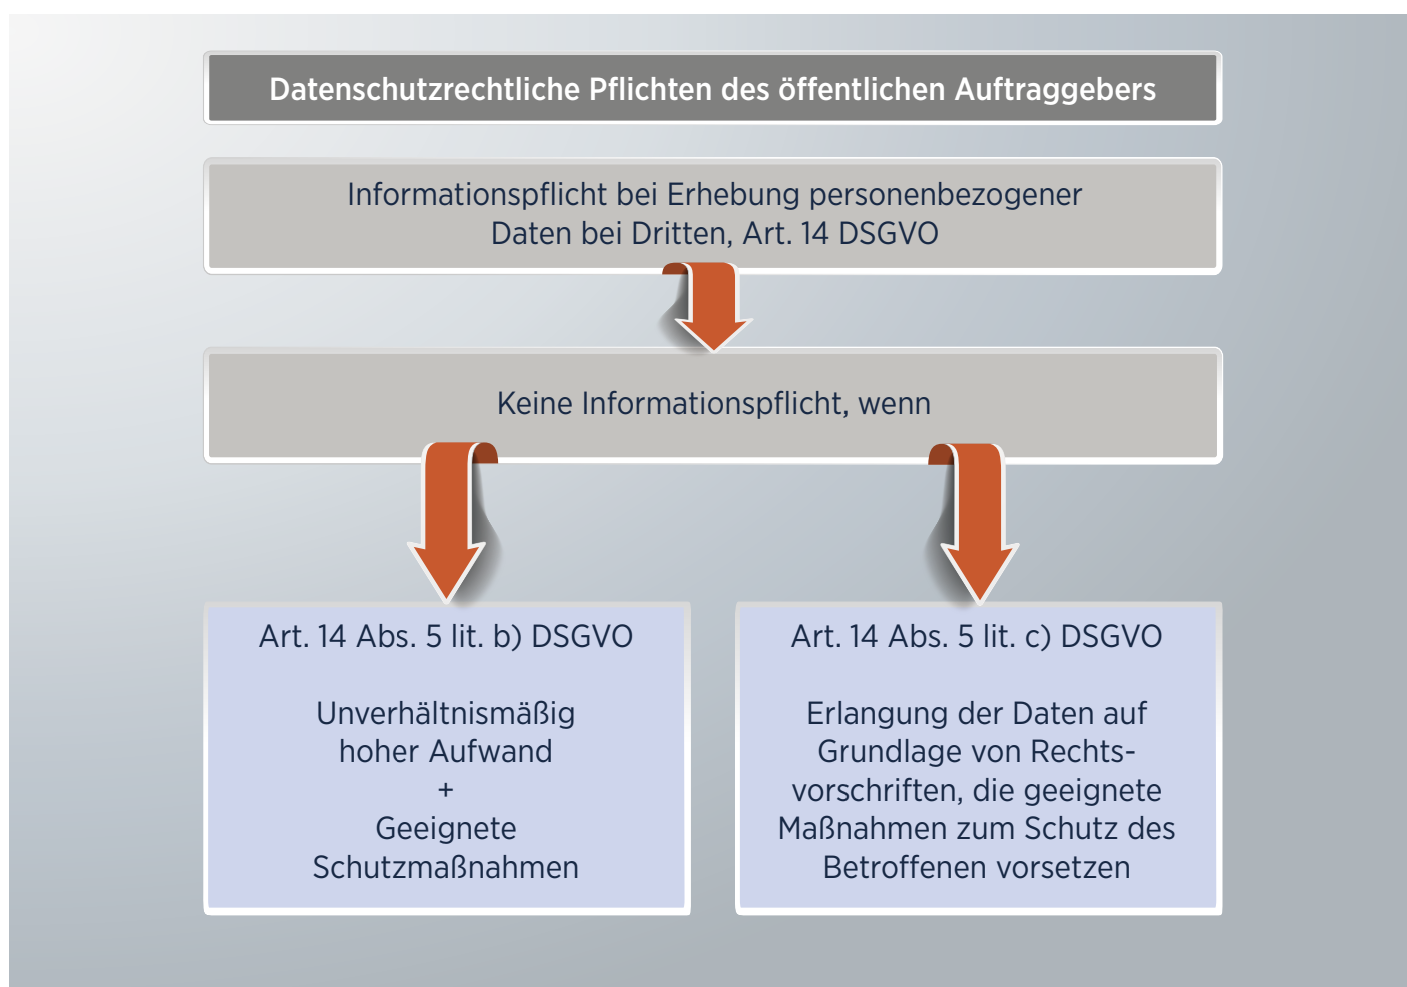 Datenschutzrechtliche Pflichten des öffentlichen Auftraggebers
Informationspflicht bei Erhebung personenbezogener
Daten bei Dritten, Art. 14 DSGVO
Keine Informationspflicht, wenn
Art. 14 Abs. 5 lit. b) DSGVO
Unverhältnismäßig
hoher Aufwand
+
Geeignete
Schutzmaßnahmen
Art. 14 Abs. 5 lit. c) DSGVO
Erlangung der Daten auf
Grundlage von Rechts-
vorschriften, die geeignete
Maßnahmen zum Schutz des
Betroffenen vorsetzen